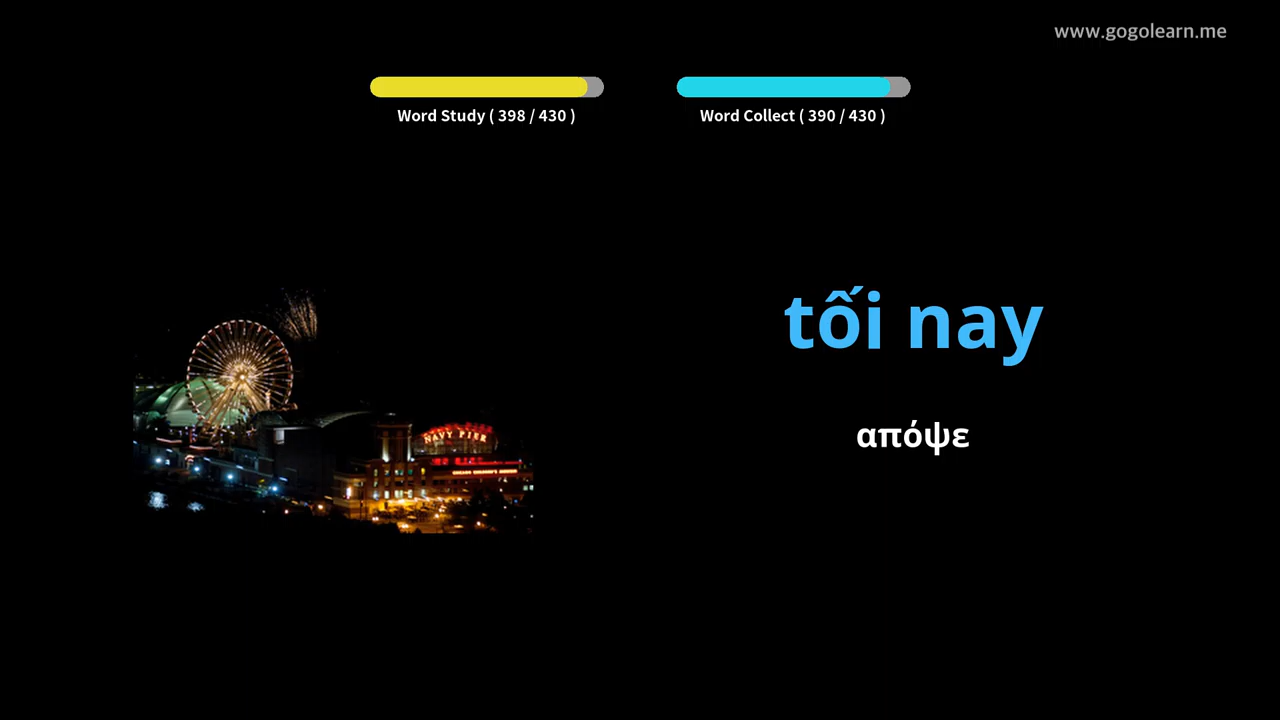 www.gogolearn.me
Word Study ( 398 / 430 )
Word Collect ( 390 / 430 )
tối nay
απόψε
NAVY PIER